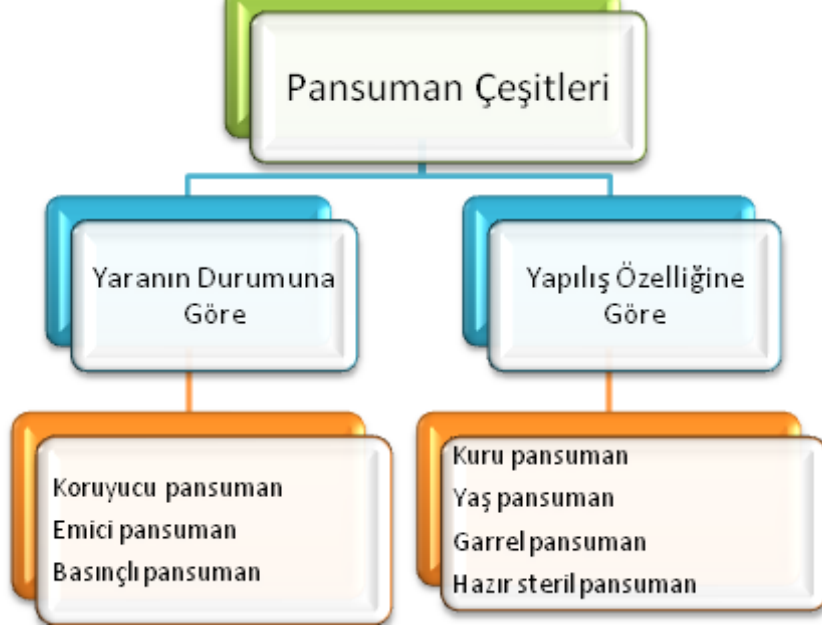 Pansuman Çeşitleri
Yaranın Durumuna
Göre
Yapılış Özelliğine
Göre
Koruyucu pansuman
Emici pansuman
Basınçlı pansuman
Kuru pansuman
Yaş pansuman
Garrel pansuman
Hazır steril pansuman